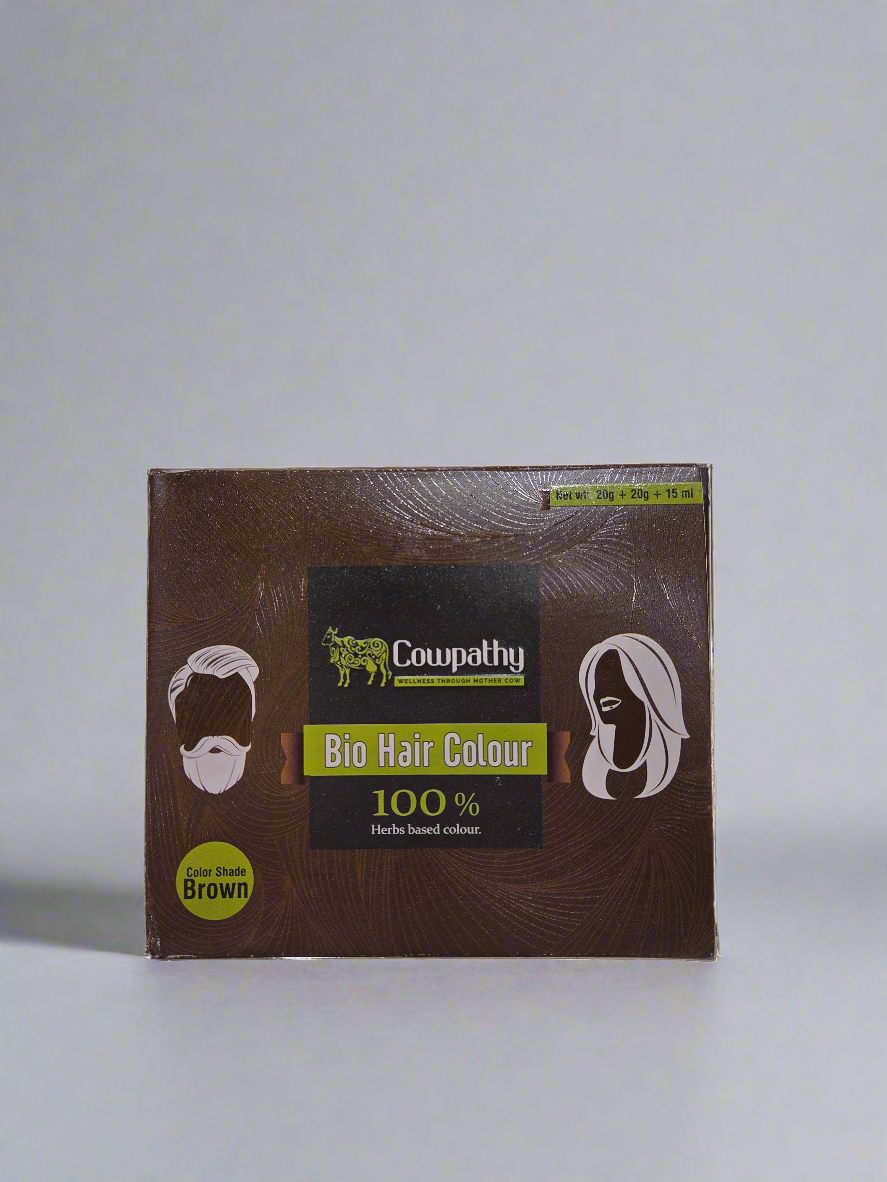 Net wt. 20g + 20g + 15 ml
Cowpathy
WELLNESS THROUGH MOTHER COW
Bio Hair Colour
100 %
Herbs based colour.
Color Shade
Brown